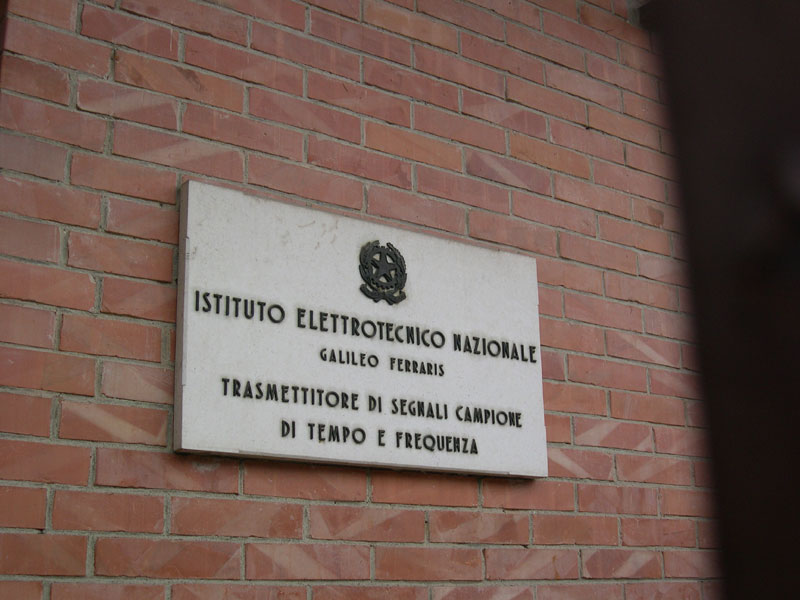 ISTITUTO ELETTROTECNICO NAZIONALE
GALILEO FERRARIS
TRASMETTITORE DI SEGNALI CAMPIONE
DI TEMPO E FREQUENZA